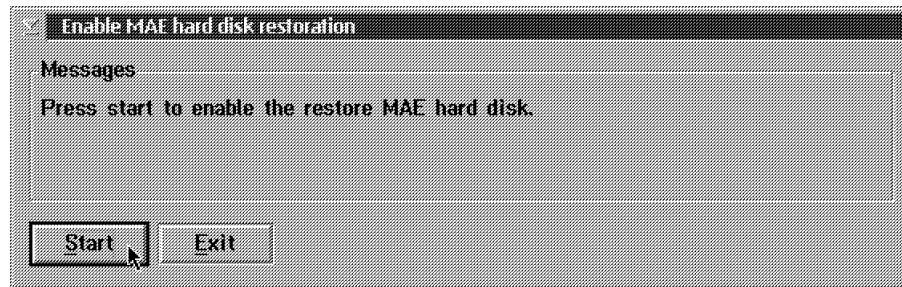 Enable MAE hard disk restoration
Messages
Press start to enable the restore MAE hard disk.
Start Exit